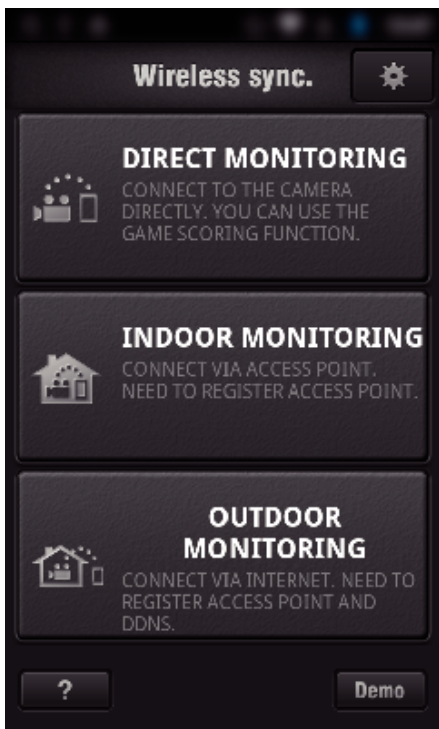 Wireless sync.
DIRECT MONITORING
CONNECT TO THE CAMERA
DIRECTLY. YOU CAN USE THE
GAME SCORING FUNCTION.
INDOOR MONITORING
CONNECT VIA ACCESS POINT.
NEED TO REGISTER ACCESS POINT.
OUTDOOR
MONITORING
CONNECT VIA INTERNET. NEED TO
REGISTER ACCESS POINT AND
DDNS.
?
Demo